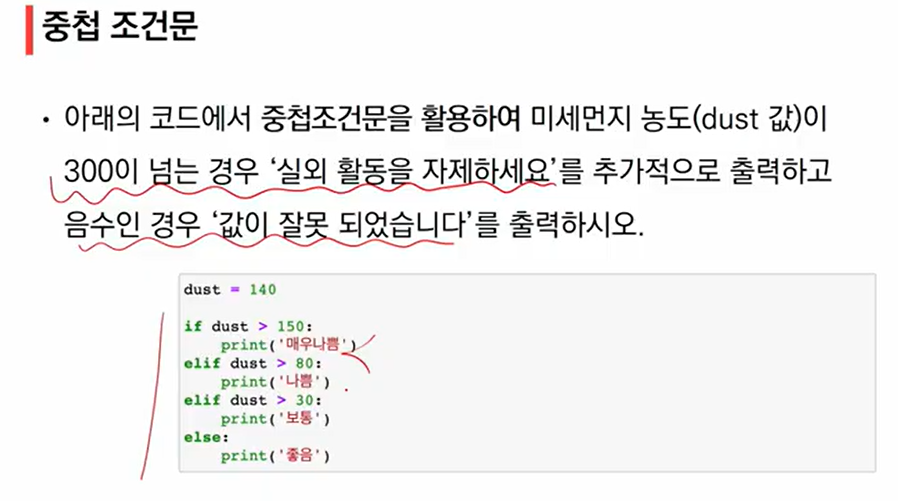 중첩 조건문
• 아래의 코드에서 중첩조건문을 활용하여 미세먼지 농도(dust 값)이
300이 넘는 경우 ‘실외 활동을 자제하세요’를 추가적으로 출력하고
음수인 경우 ‘값이 잘못 되었습니다’를 출력하시오.
dust = 140
if dust > 150:
print('매우나쁨')
elif dust > 80:
print('나쁨')
elif dust > 30:
print('보통')
else:
print('좋음')